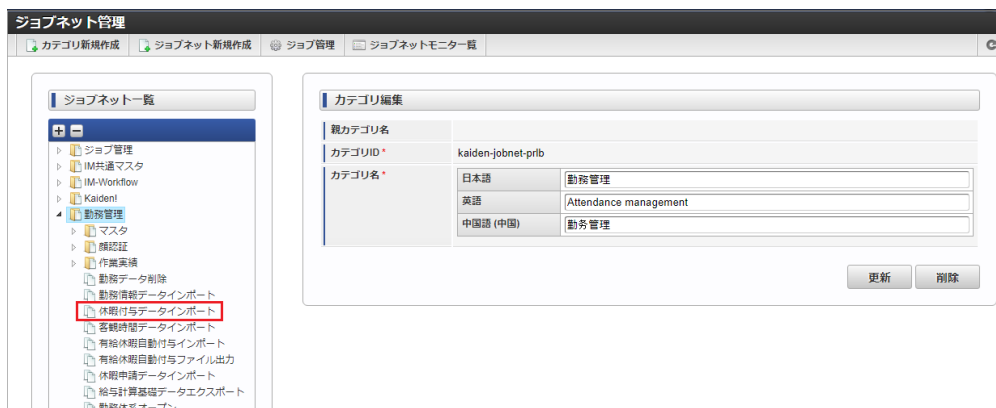 ジョブネット管理
カテゴリ新規作成 ジョブネット新規作成 ジョブ管理 ジョブネットモニタ一覧
ジョブネット一覧
ジョブ管理
IM共通マスタ
IM-Workflow
Kaiden!
勤務管理
マスタ
顔認証
作業実績
勤務データ削除
勤務情報データインポート
休暇付与データインポート
客観時間データインポート
有給休暇自動付与インポート
有給休暇自動付与ファイル出力
休暇申請データインポート
給与計算基礎データエクスポート
勤務体系オープン
カテゴリ編集
親カテゴリ名
カテゴリID * kaiden-jobnet-prlb
カテゴリ名 * 日本語 勤務管理
英語 Attendance management
中国語 (中国) 勤务管理
更新 削除